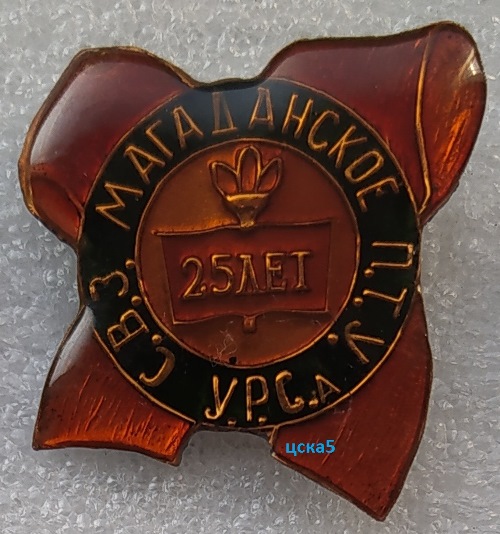 С.В.З. МАГАДАНСКОЕ П.Т.У.
25 ЛЕТ
У.Р.С.А
цска5